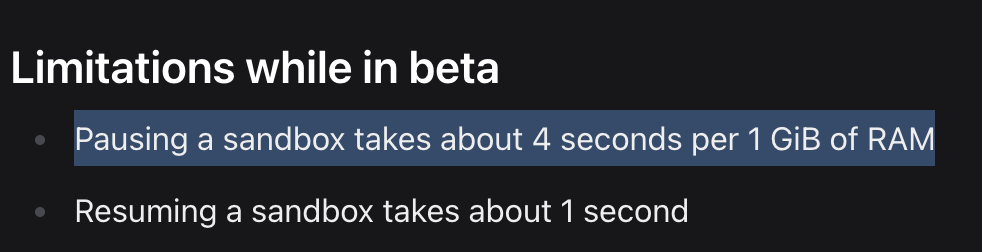 Limitations while in beta
Pausing a sandbox takes about 4 seconds per 1 GiB of RAM
Resuming a sandbox takes about 1 second